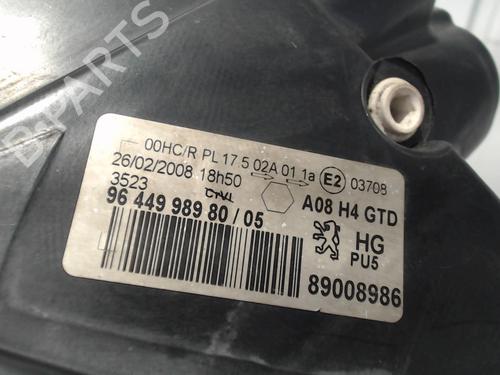 00HC/R PL 17.5 02A 01 1a E2 03708
26/02/2008 18h50
3523
A08 H4 GTD
96 449 989 80 / 05
HG
PU5
89008986
B-PARTS